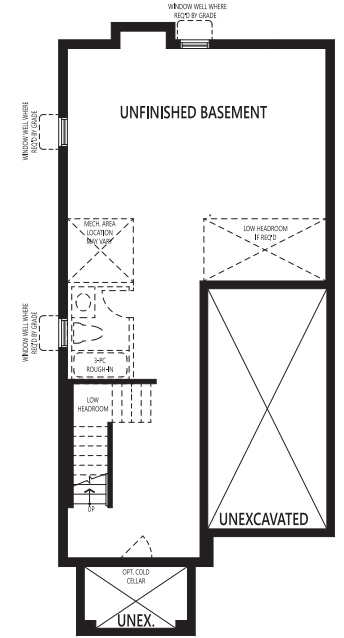 WINDOW WELL WHERE
REQ'D BY GRADE
UNFINISHED BASEMENT
WINDOW WELL WHERE
REQ'D BY GRADE
MECH. AREA
LOCATION
MAY VARY
LOW HEADROOM
IF REQ'D
WINDOW WELL WHERE
REQ'D BY GRADE
3-PC
ROUGH-IN
LOW
HEADROOM
UP
UNEXCAVATED
OPT. COLD
CELLAR
UNEX.